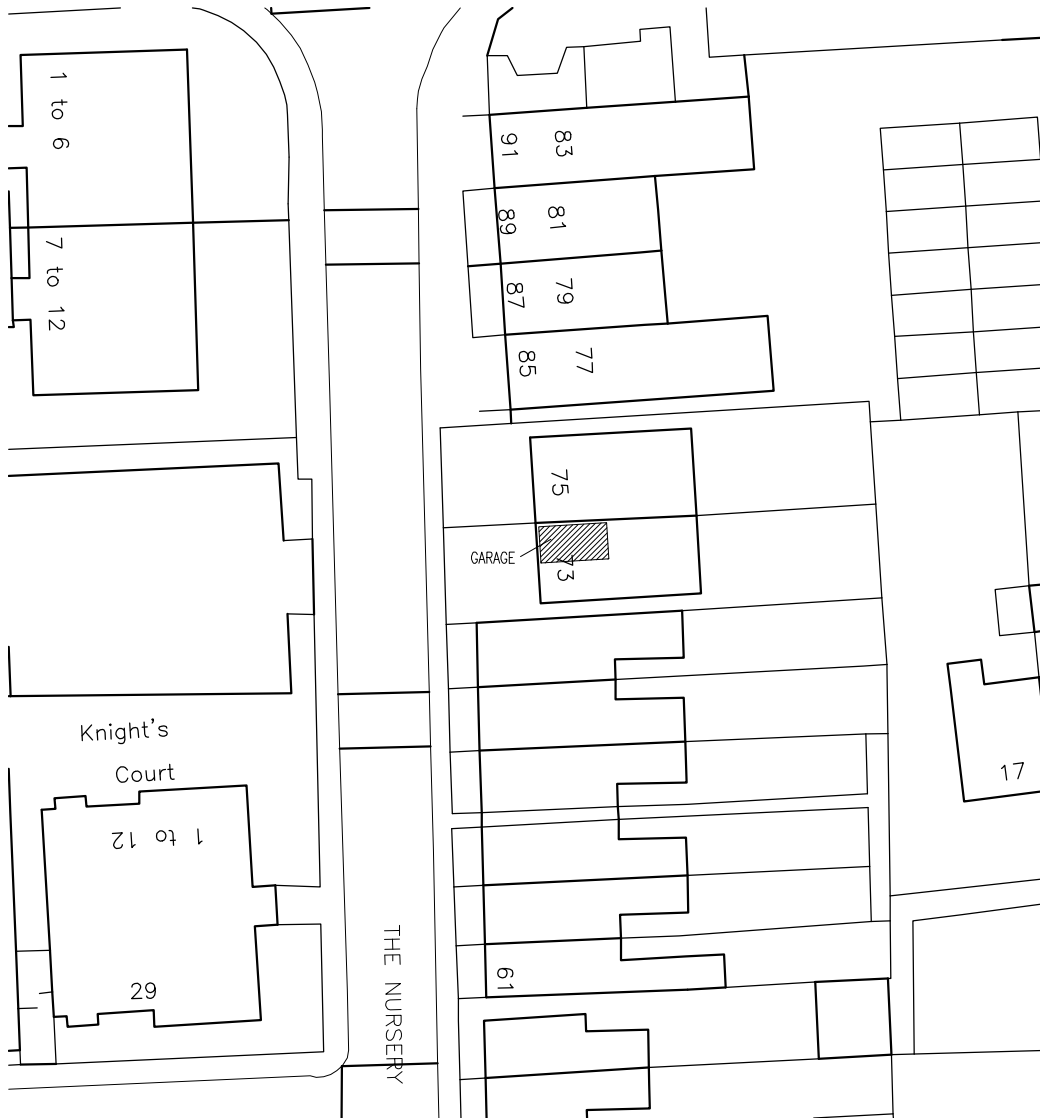 1 to 6
7 to 12
91 83
89 81
87 79
85 77
75
GARAGE
73
Knight's
Court
1 to 12
17
29
61
THE NURSERY